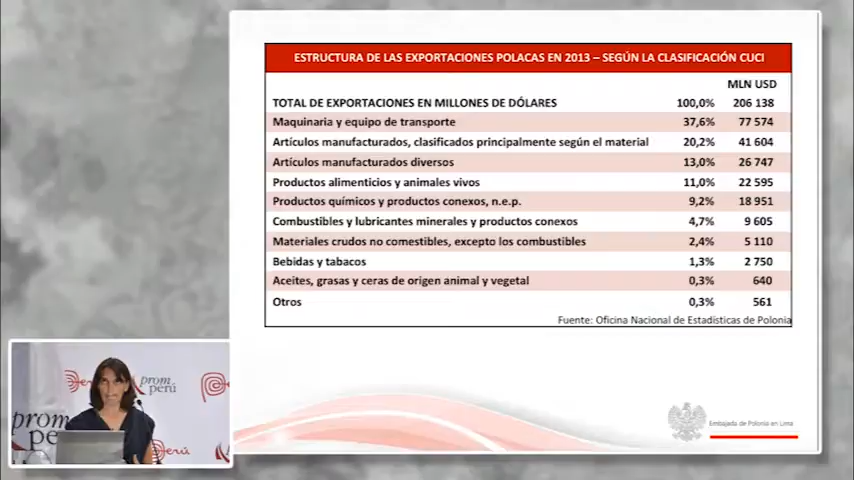 ESTRUCTURA DE LAS EXPORTACIONES POLACAS EN 2013 – SEGÚN LA CLASIFICACIÓN CUCI
MLN USD
TOTAL DE EXPORTACIONES EN MILLONES DE DÓLARES 100,0% 206 138
Maquinaria y equipo de transporte 37,6% 77 574
Artículos manufacturados, clasificados principalmente según el material 20,2% 41 604
Artículos manufacturados diversos 13,0% 26 747
Productos alimenticios y animales vivos 11,0% 22 595
Productos químicos y productos conexos, n.e.p. 9,2% 18 951
Combustibles y lubricantes minerales y productos conexos 4,7% 9 605
Materiales crudos no comestibles, excepto los combustibles 2,4% 5 110
Bebidas y tabacos 1,3% 2 750
Aceites, grasas y ceras de origen animal y vegetal 0,3% 640
Otros 0,3% 561
Fuente: Oficina Nacional de Estadísticas de Polonia
prom
perú
prom
pe
Perú
Embajada de Polonia en Lima